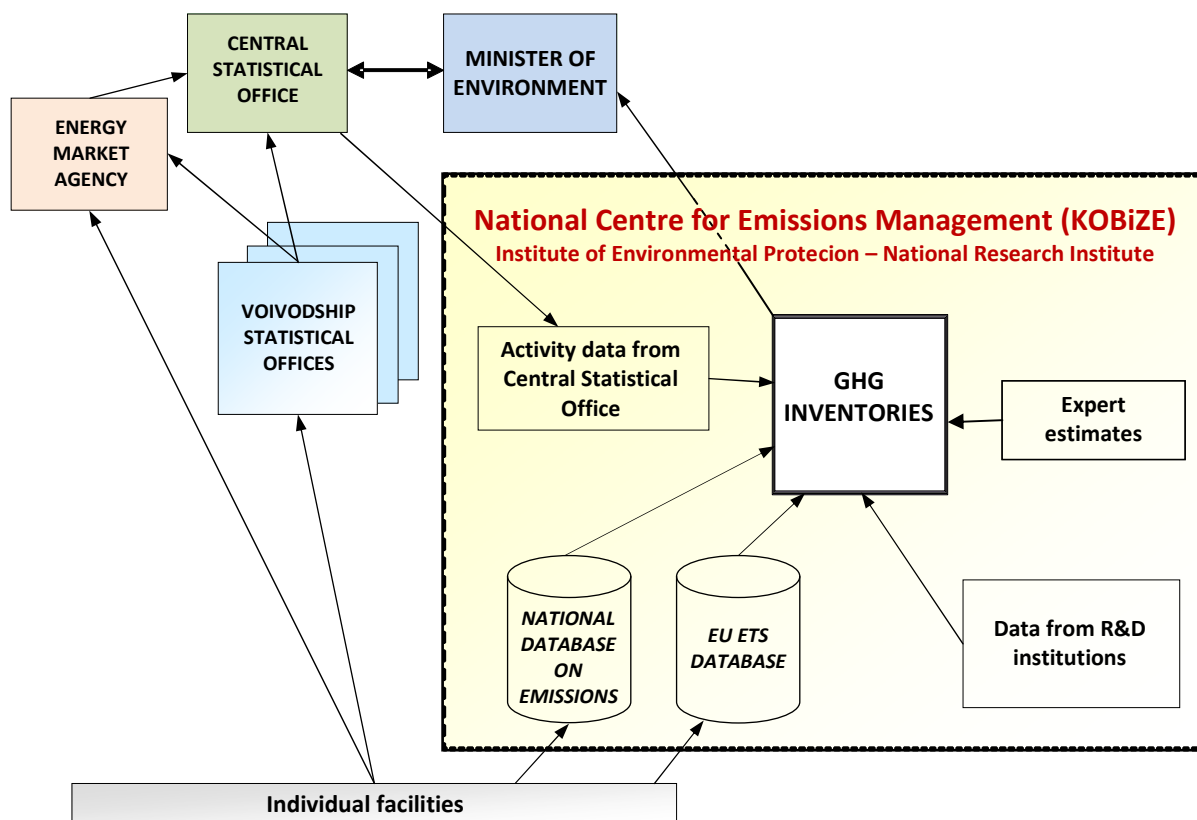 CENTRAL
STATISTICAL
OFFICE
MINISTER OF
ENVIRONMENT
ENERGY
MARKET
AGENCY
National Centre for Emissions Management (KOBiZE)
Institute of Environmental Protecion – National Research Institute
VOIVODSHIP
STATISTICAL
OFFICES
Activity data from
Central Statistical
Office
GHG
INVENTORIES
Expert
estimates
NATIONAL
DATABASE
ON
EMISSIONS
EU ETS
DATABASE
Data from R&D
institutions
Individual facilities